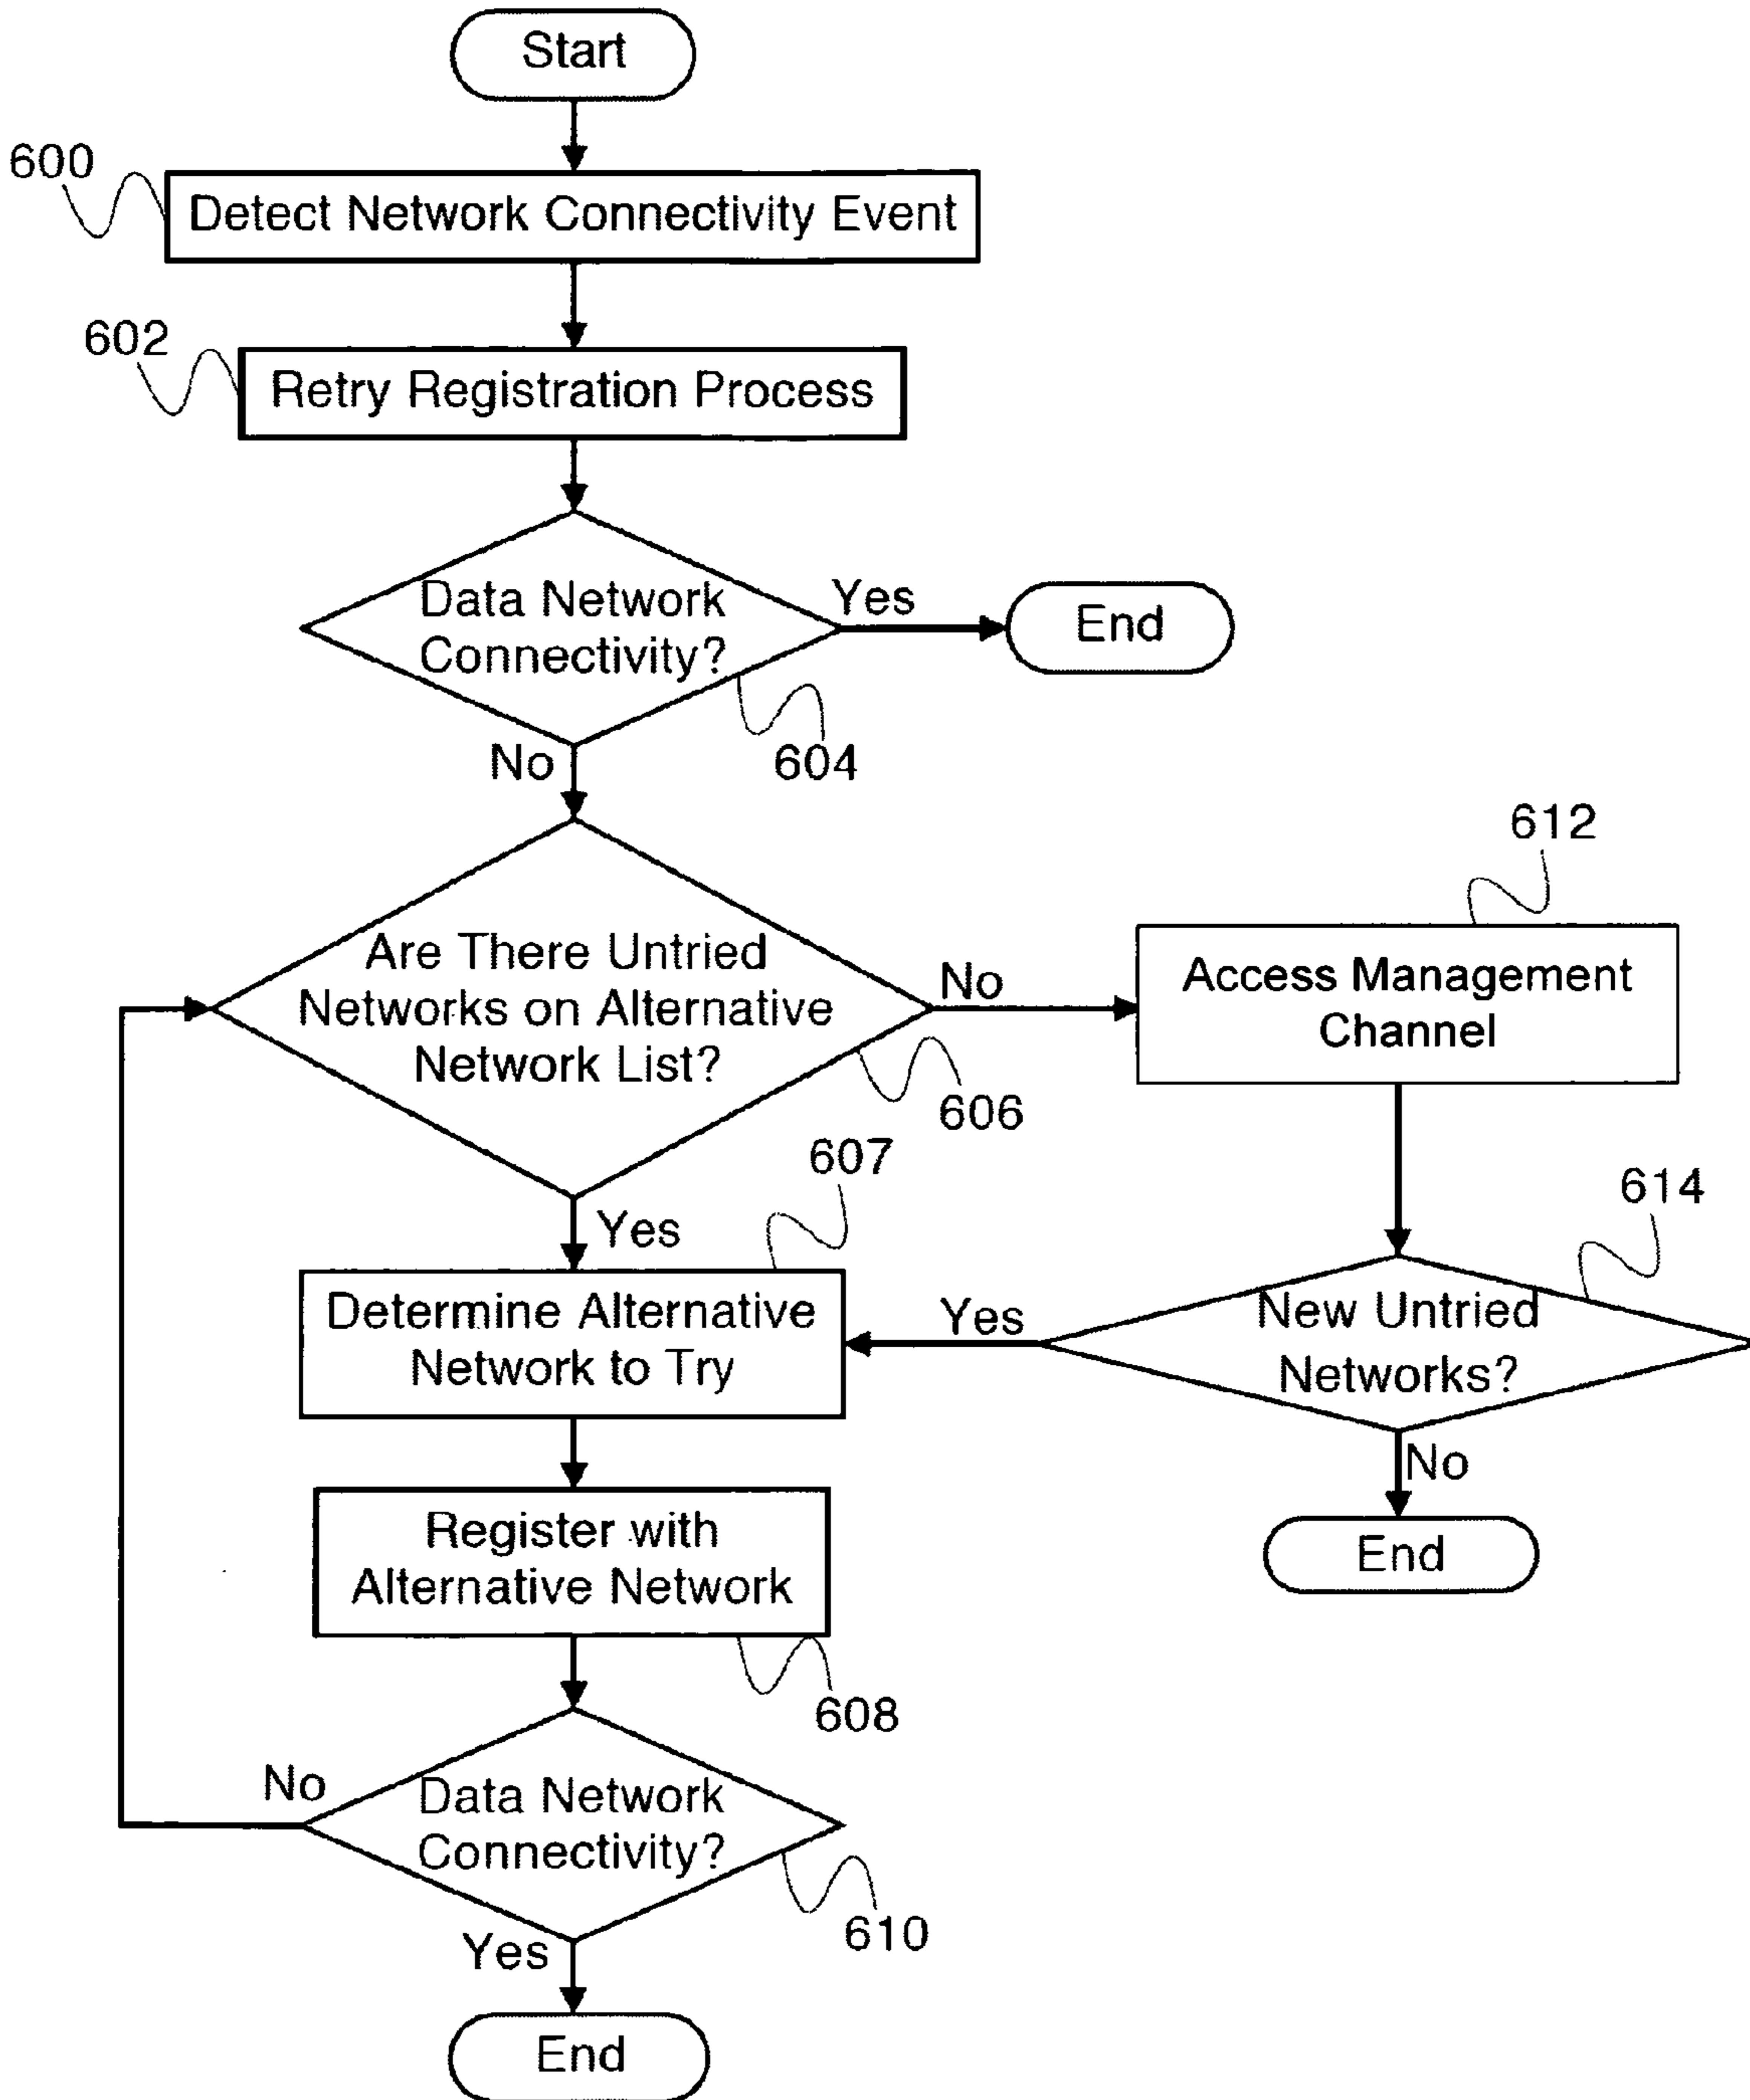 Start
600
Detect Network Connectivity Event
602
Retry Registration Process
Data Network
Connectivity?
Yes
End
604
No
612
Are There Untried
Networks on Alternative
Network List?
No
Access Management
Channel
606
607
614
Yes
Determine Alternative
Network to Try
Yes
New Untried
Networks?
No
End
Register with
Alternative Network
608
No
Data Network
Connectivity?
610
Yes
End